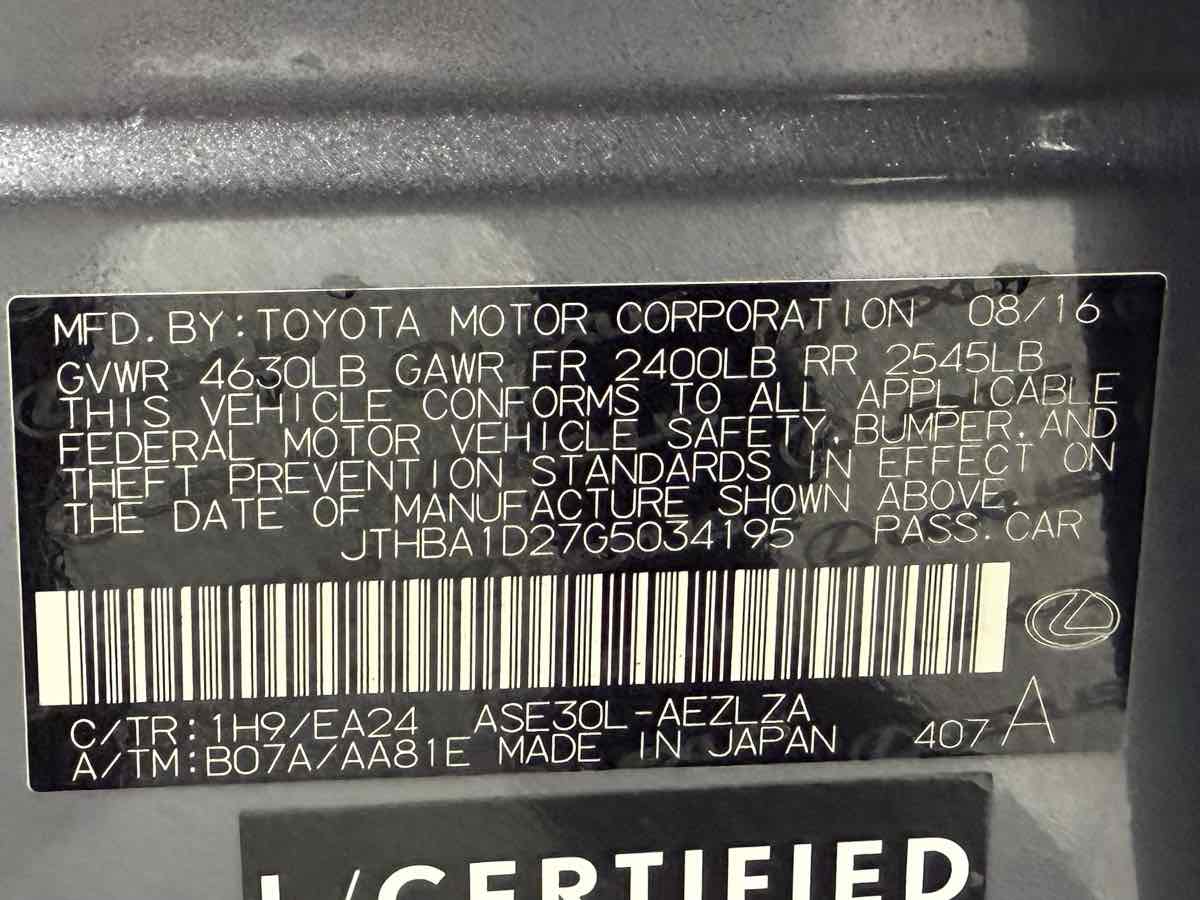 MFD. BY: TOYOTA MOTOR CORPORATION 08/16
GVWR 4630LB GAWR FR 2400LB RR 2545LB
THIS VEHICLE CONFORMS TO ALL APPLICABLE
FEDERAL MOTOR VEHICLE SAFETY, BUMPER, AND
THEFT PREVENTION STANDARDS IN EFFECT ON
THE DATE OF MANUFACTURE SHOWN ABOVE.
JTHBA1D27G5034195 PASS. CAR
C/TR: 1H9/EA24 ASE30L-AEZLZA
A/TM: B07A/AA81E MADE IN JAPAN 407 A
L/CERTIFIED